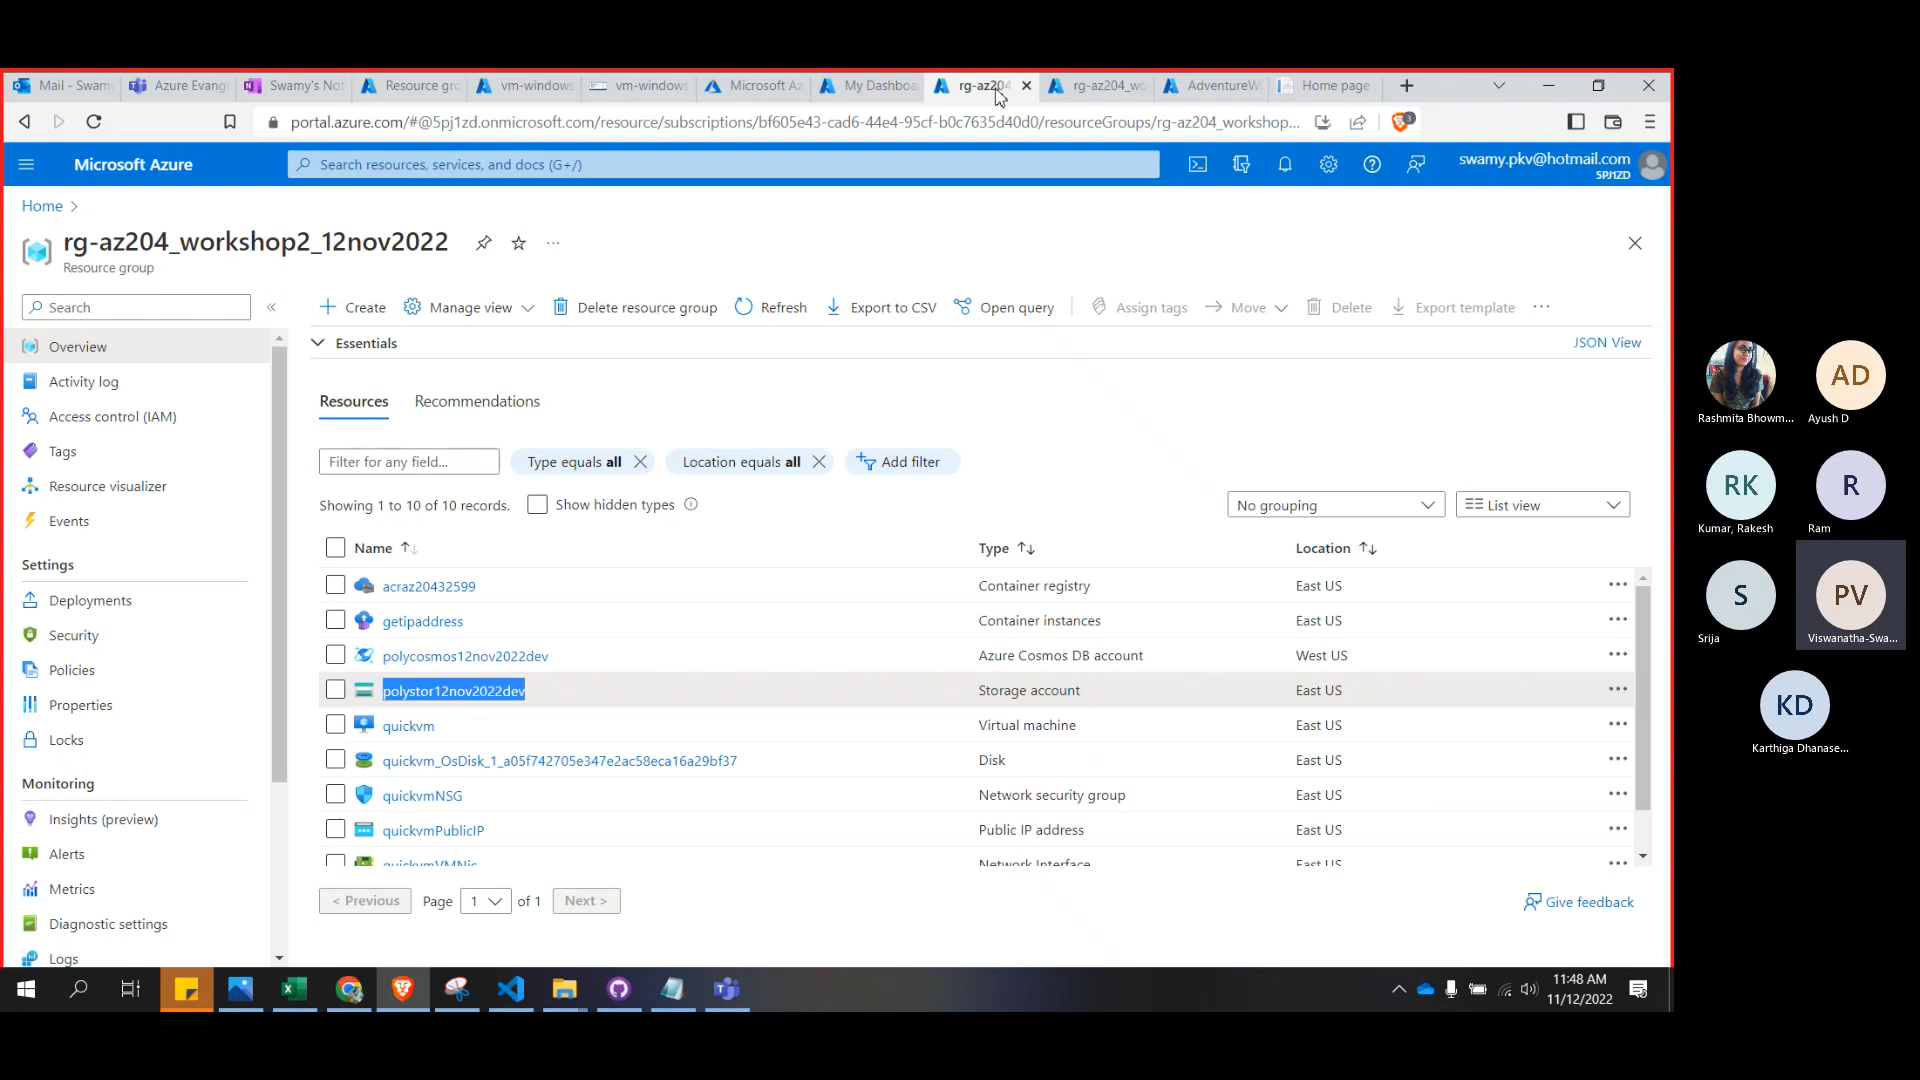 Mail - Swamy
Azure Evang
Swamy's Not
Resource gro
vm-windows
vm-windows
Microsoft Az
My Dashboa
rg-az204
rg-az204_wo
AdventureW
Home page
portal.azure.com/#@5pj1zd.onmicrosoft.com/resource/subscriptions/bf605e43-cad6-44e4-95cf-b0c7635d40d0/resourceGroups/rg-az204_workshop...
3
Microsoft Azure
Search resources, services, and docs (G+/)
swamy.pkv@hotmail.com
5PJ1ZD
Home
rg-az204_workshop2_12nov2022
Resource group
Search
Create
Manage view
Delete resource group
Refresh
Export to CSV
Open query
Assign tags
Move
Delete
Export template
Overview
Activity log
Access control (IAM)
Tags
Resource visualizer
Events
Settings
Deployments
Security
Policies
Properties
Locks
Monitoring
Insights (preview)
Alerts
Metrics
Diagnostic settings
Logs
Essentials
JSON View
Resources
Recommendations
Filter for any field...
Type equals all
Location equals all
Add filter
Showing 1 to 10 of 10 records.
Show hidden types
No grouping
List view
Name
Type
Location
acraz20432599
Container registry
East US
getipaddress
Container instances
East US
polycosmos12nov2022dev
Azure Cosmos DB account
West US
polystor12nov2022dev
Storage account
East US
quickvm
Virtual machine
East US
quickvm_OsDisk_1_a05f742705e347e2ac58eca16a29bf37
Disk
East US
quickvmNSG
Network security group
East US
quickvmPublicIP
Public IP address
East US
quickvmVMNic
Network Interface
East US
< Previous
Page
1
of 1
Next >
Give feedback
11:48 AM
11/12/2022
Rashmita Bhowm...
AD
Ayush D
RK
Kumar, Rakesh
R
Ram
S
Srija
PV
Viswanatha-Swa...
KD
Karthiga Dhanase...